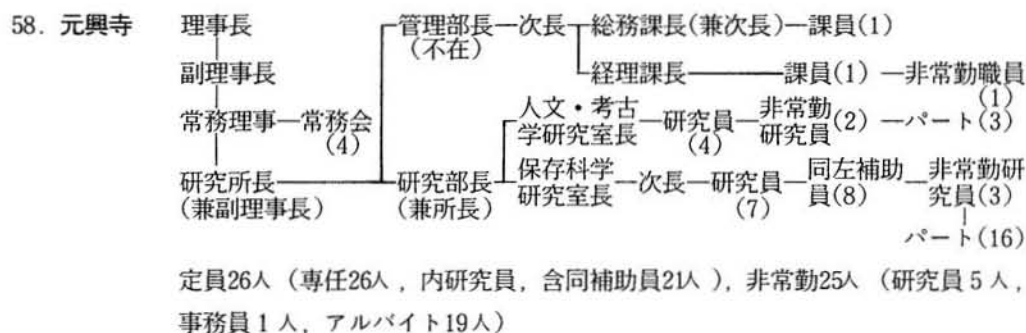 58. 元興寺 理事長 管理部長 次長 総務課長(兼次長) 課員(1)
(不在)
副理事長 経理課長 課員(1) 非常勤職員
(1)
常務理事 常務会 人文・考古 研究員 非常勤 (2) パート(3)
(4) 学研究室長 (4) 研究員
研究所長 研究部長 保存科学 次長 研究員 同左補助 非常勤研
(兼副理事長) (兼所長) 研究室長 (7) 員(8) 究員(3)
パート(16)
定員26人 (専任26人, 内研究員, 含同補助員21人), 非常勤25人 (研究員5人,
事務員1人, アルバイト19人)